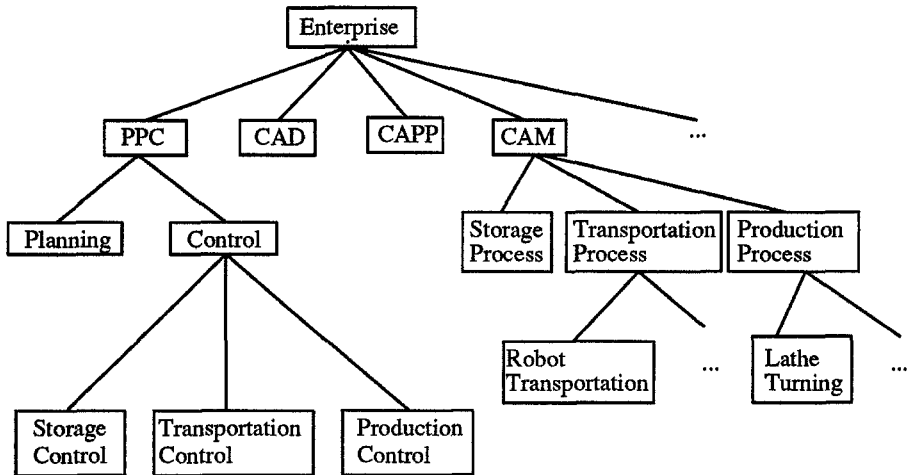 Enterprise
PPC
CAD
CAPP
CAM
...
Planning
Control
Storage
Process
Transportation
Process
Production
Process
Robot
Transportation
...
Lathe
Turning
...
Storage
Control
Transportation
Control
Production
Control